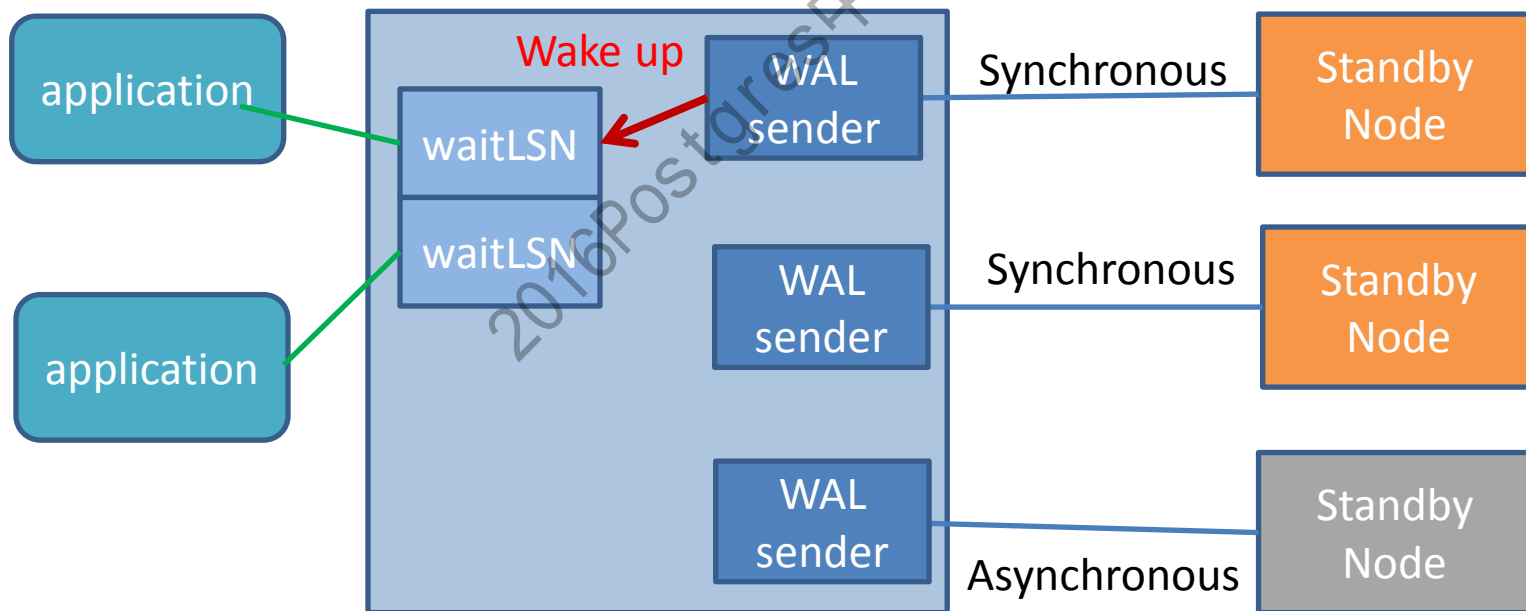 application
application
Wake up
waitLSN
waitLSN
WAL
sender
WAL
sender
WAL
sender
Synchronous
Synchronous
Asynchronous
Standby
Node
Standby
Node
Standby
Node